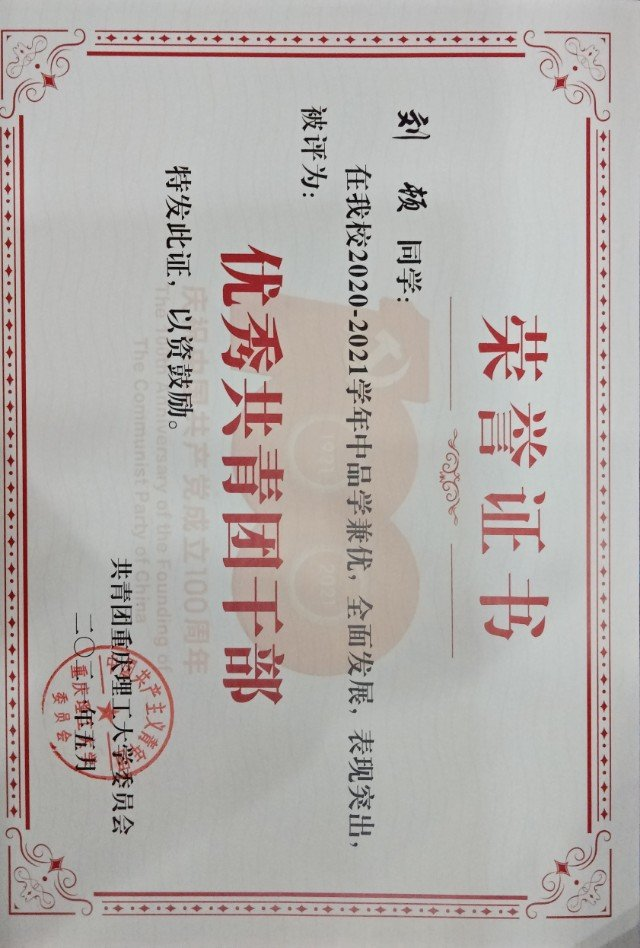 荣誉证书
刘顿 同学：
在我校2020-2021学年中品学兼优，全面发展，表现突出，
被评为：
优秀共青团干部
特发此证，以资鼓励。
庆祝中国共产党成立100周年
The 100th Anniversary of the Founding of
The Communist Party of China
1921
2021
共青团重庆理工大学委员会
二〇二一年五月